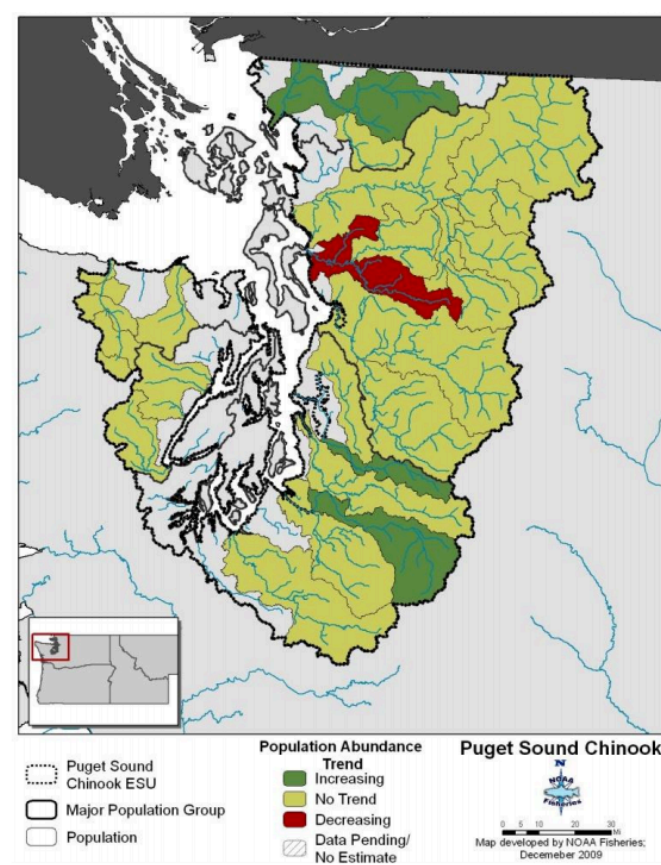 Puget Sound
Chinook ESU
Major Population Group
Population
Population Abundance
Trend
Increasing
No Trend
Decreasing
Data Pending/
No Estimate
Puget Sound Chinook
N
NOAA
Fisheries
0 5 10 20 30
Mi
Map developed by NOAA Fisheries;
Decemeber 2009